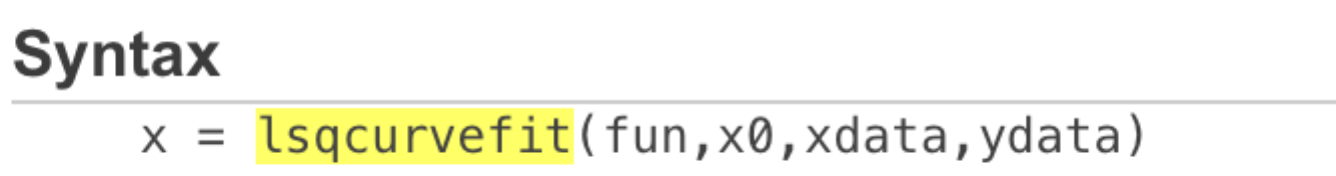 Syntax
x = lsqcurvefit(fun,x0,xdata,ydata)